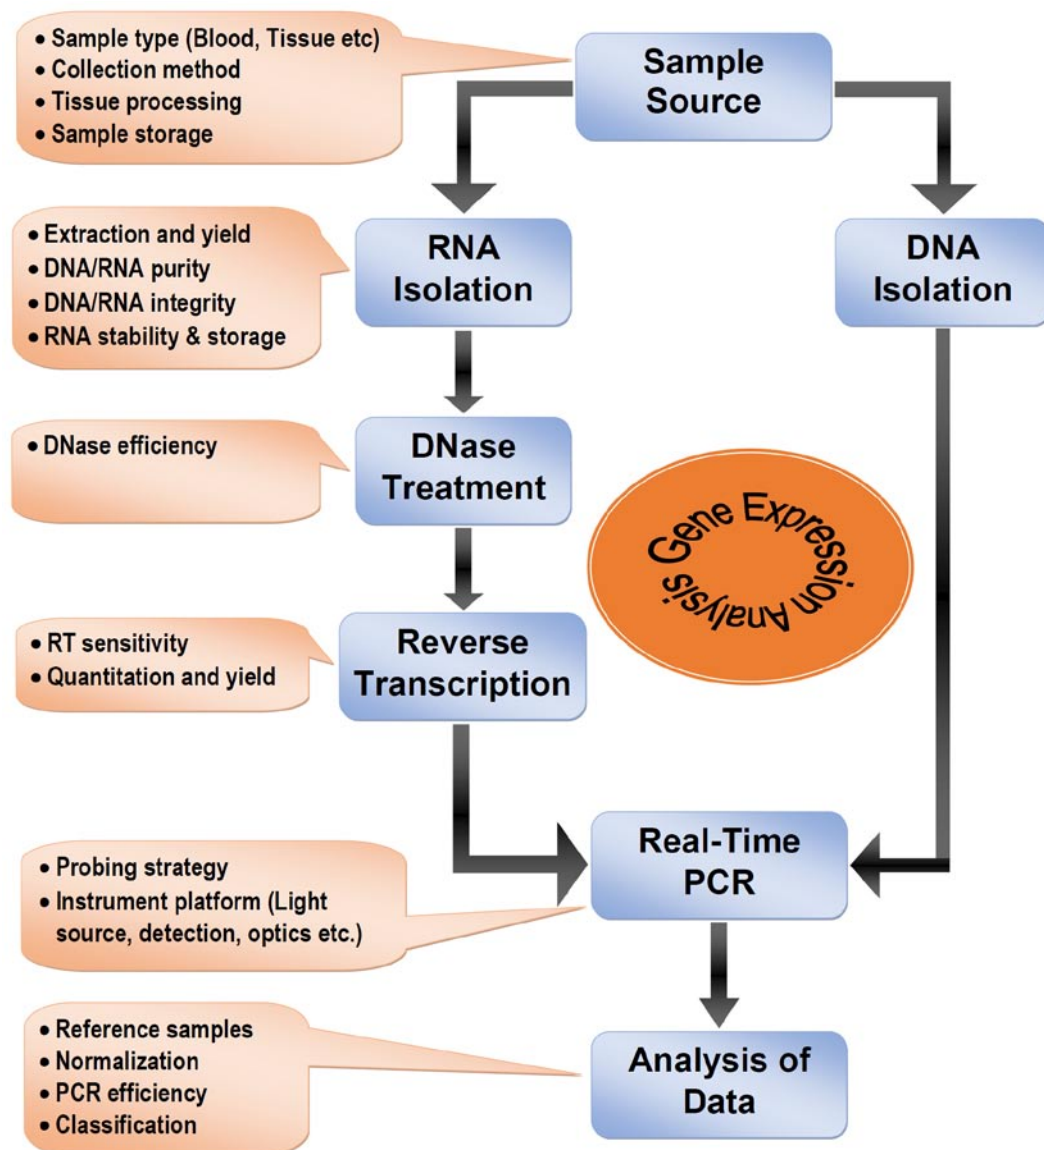 • Sample type (Blood, Tissue etc)
• Collection method
• Tissue processing
• Sample storage
Sample
Source
• Extraction and yield
• DNA/RNA purity
• DNA/RNA integrity
• RNA stability & storage
RNA
Isolation
DNA
Isolation
• DNase efficiency
DNase
Treatment
Gene Expression Analysis
• RT sensitivity
• Quantitation and yield
Reverse
Transcription
• Probing strategy
• Instrument platform (Light
source, detection, optics etc.)
Real-Time
PCR
• Reference samples
• Normalization
• PCR efficiency
• Classification
Analysis of
Data